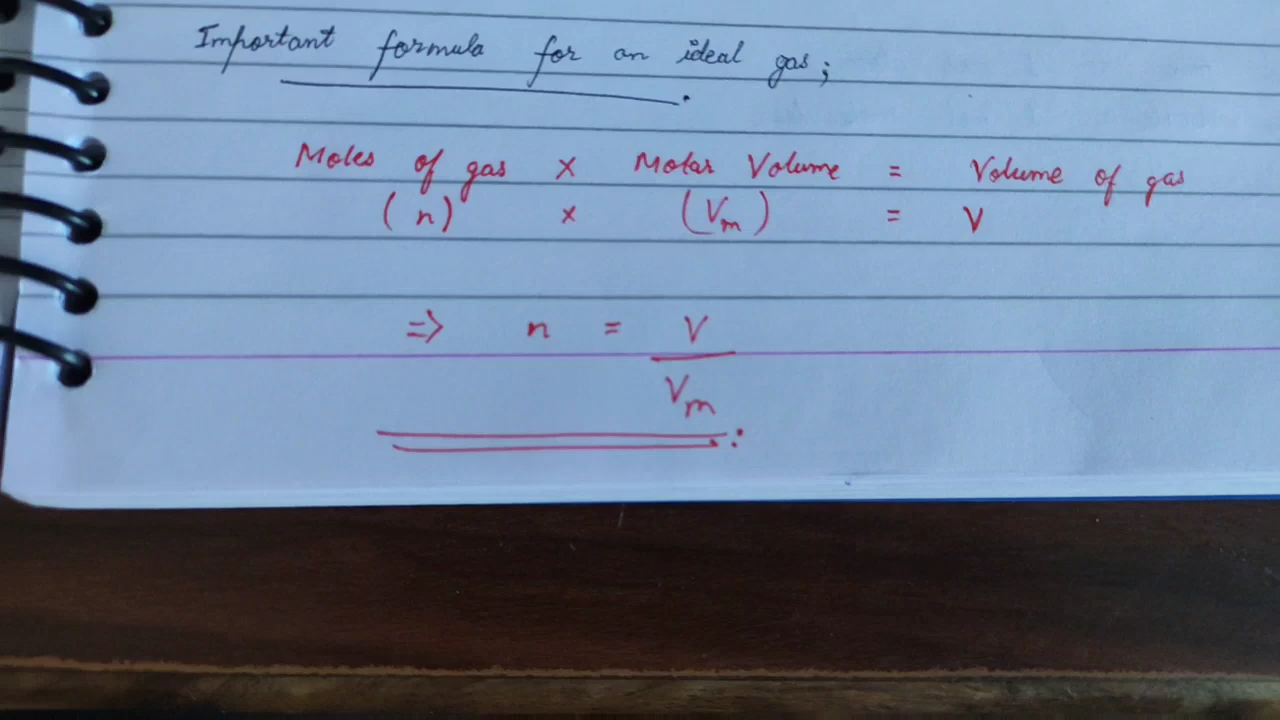 Important formula for an ideal gas;
Moles of gas × Molar Volume = Volume of gas
(n) × (Vm) = V
⇒ n = V
Vm